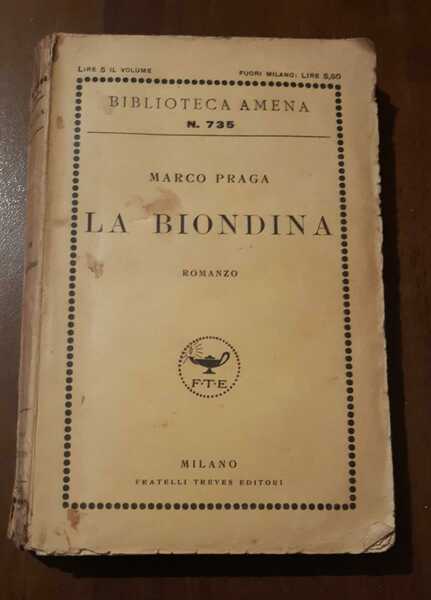 LIRE 5 IL VOLUME FUORI MILANO: LIRE 5,50
BIBLIOTECA AMENA
N. 735
MARCO PRAGA
LA BIONDINA
ROMANZO
F·T·E
MILANO
FRATELLI TREVES EDITORI